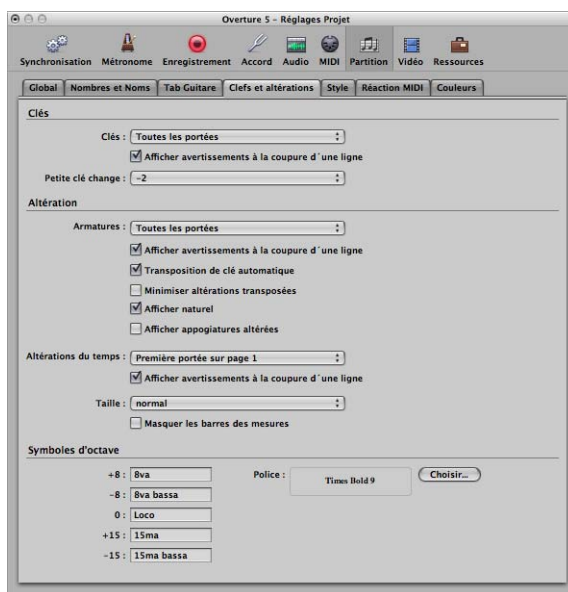 Overture 5 - Réglages Projet
Synchronisation Métronome Enregistrement Accord Audio MIDI Partition Vidéo Ressources
Global Nombres et Noms Tab Guitare Clefs et altérations Style Réaction MIDI Couleurs
Clés
Clés : Toutes les portées
Afficher avertissements à la coupure d´une ligne
Petite clé change : -2
Altération
Armatures : Toutes les portées
Afficher avertissements à la coupure d´une ligne
Transposition de clé automatique
Minimiser altérations transposées
Afficher naturel
Afficher appogiatures altérées
Altérations du temps : Première portée sur page 1
Afficher avertissements à la coupure d´une ligne
Taille : normal
Masquer les barres des mesures
Symboles d'octave
+8 : 8va Police : Times Bold 9 Choisir...
-8 : 8va bassa
0 : Loco
+15 : 15ma
-15 : 15ma bassa